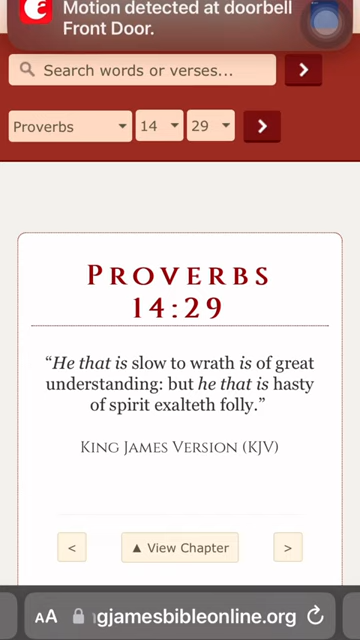 Motion detected at doorbell
Front Door.
Search words or verses...
Proverbs 14 29
PROVERBS
14:29
“He that is slow to wrath is of great
understanding: but he that is hasty
of spirit exalteth folly.”
KING JAMES VERSION (KJV)
< ▲ View Chapter >
AA gjamesbibleonline.org